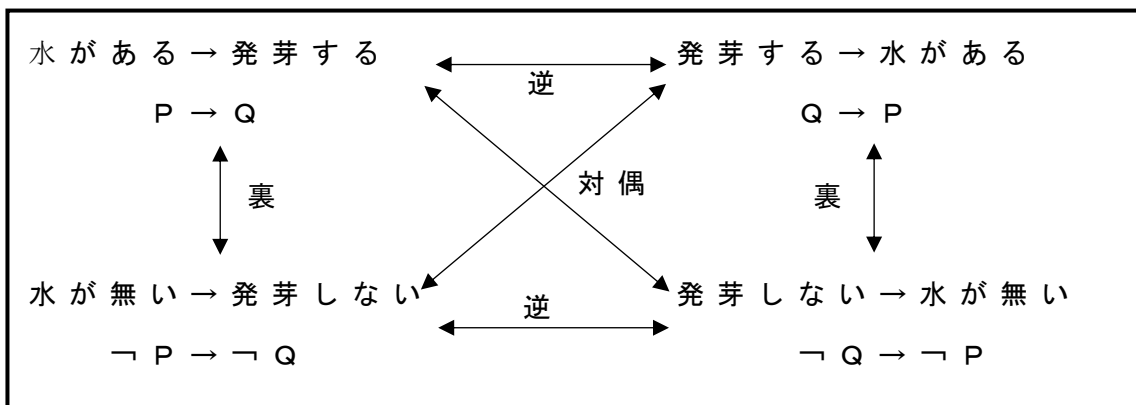 水がある→発芽する 発芽する→水がある
逆
P→Q Q→P
対偶
裏 裏
水が無い→発芽しない 発芽しない→水が無い
逆
￢P→￢Q ￢Q→￢P